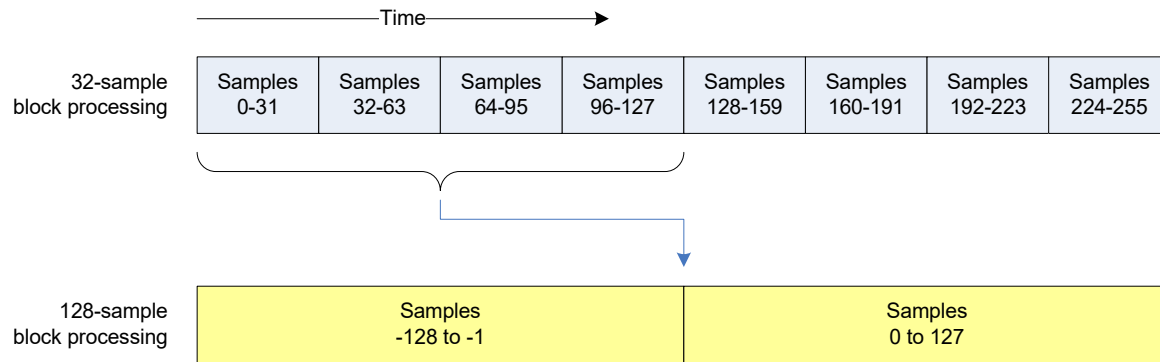 Time
32-sample
block processing
Samples
0-31
Samples
32-63
Samples
64-95
Samples
96-127
Samples
128-159
Samples
160-191
Samples
192-223
Samples
224-255
128-sample
block processing
Samples
-128 to -1
Samples
0 to 127